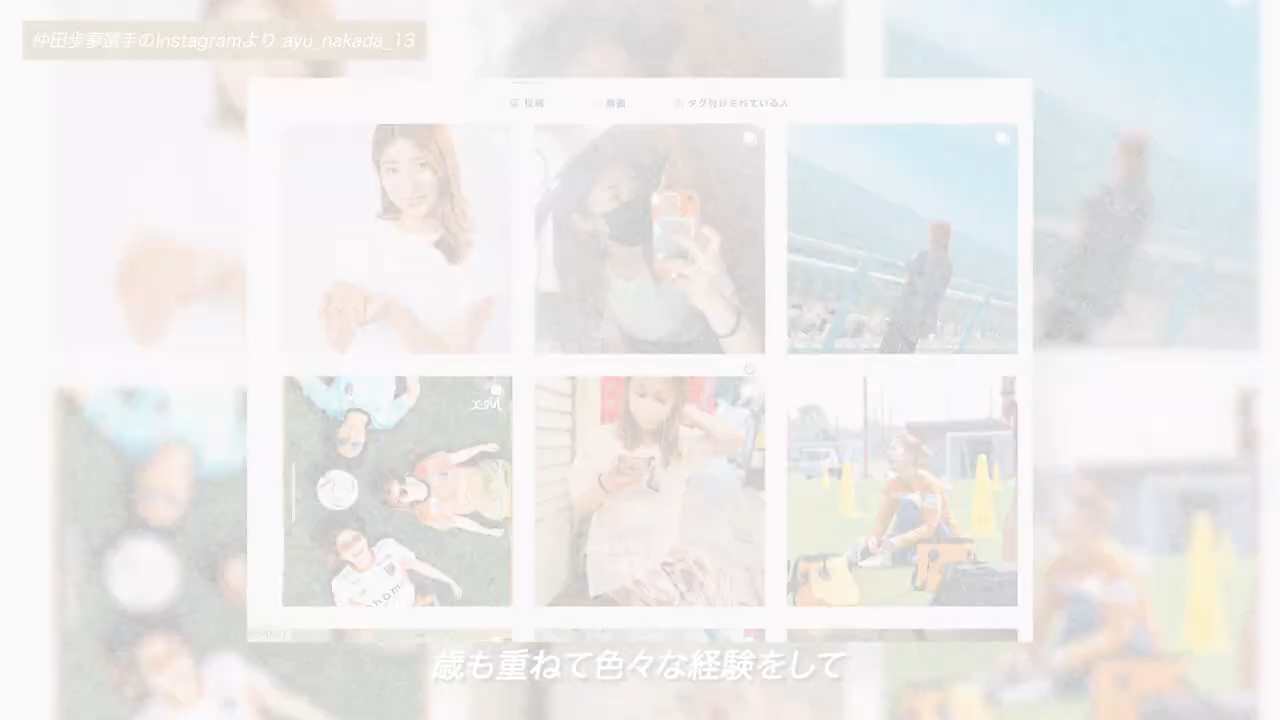 仲田歩夢選手のInstagramより ayu_nakada_13
投稿
動画
タグ付けされている人
歳も重ねて色々な経験をして